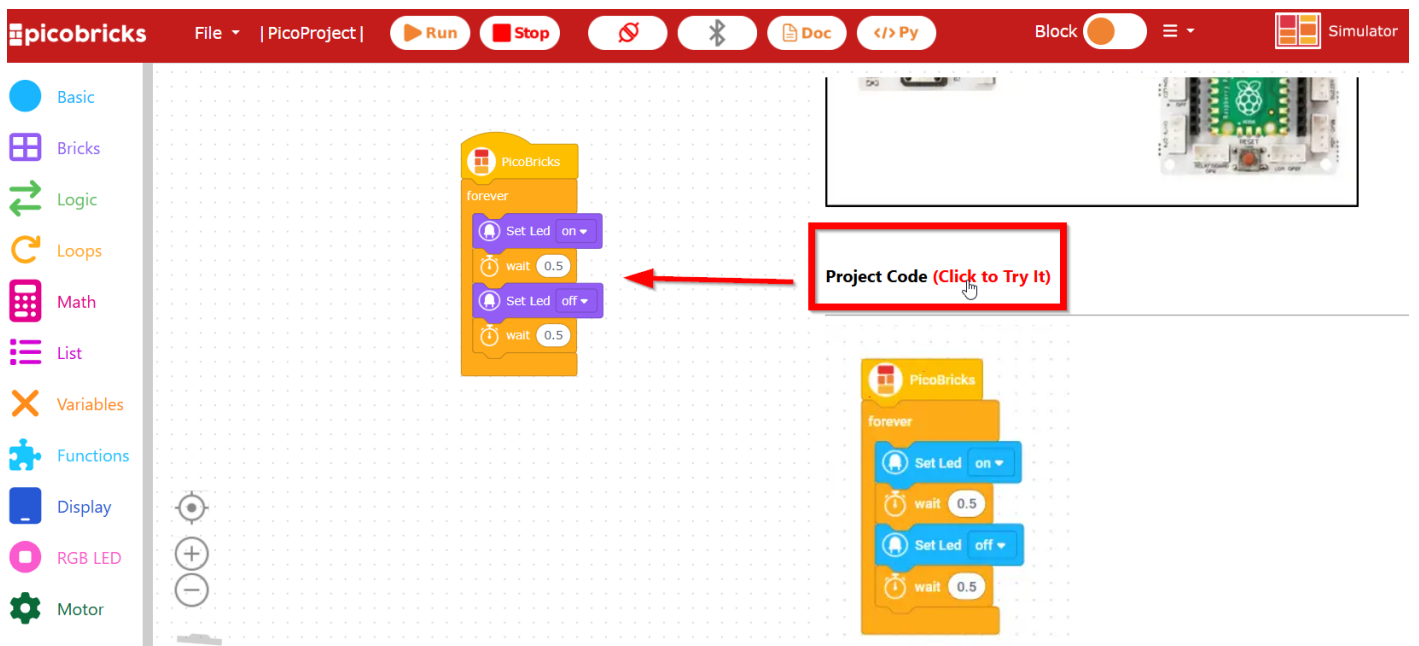 picobricks
File
|PicoProject|
Run
Stop
Doc
</> Py
Block
Simulator
Basic
Bricks
Logic
Loops
Math
List
Variables
Functions
Display
RGB LED
Motor
PicoBricks
forever
Set Led on
wait 0.5
Set Led off
wait 0.5
RESET
Project Code (Click to Try It)
PicoBricks
forever
Set Led on
wait 0.5
Set Led off
wait 0.5